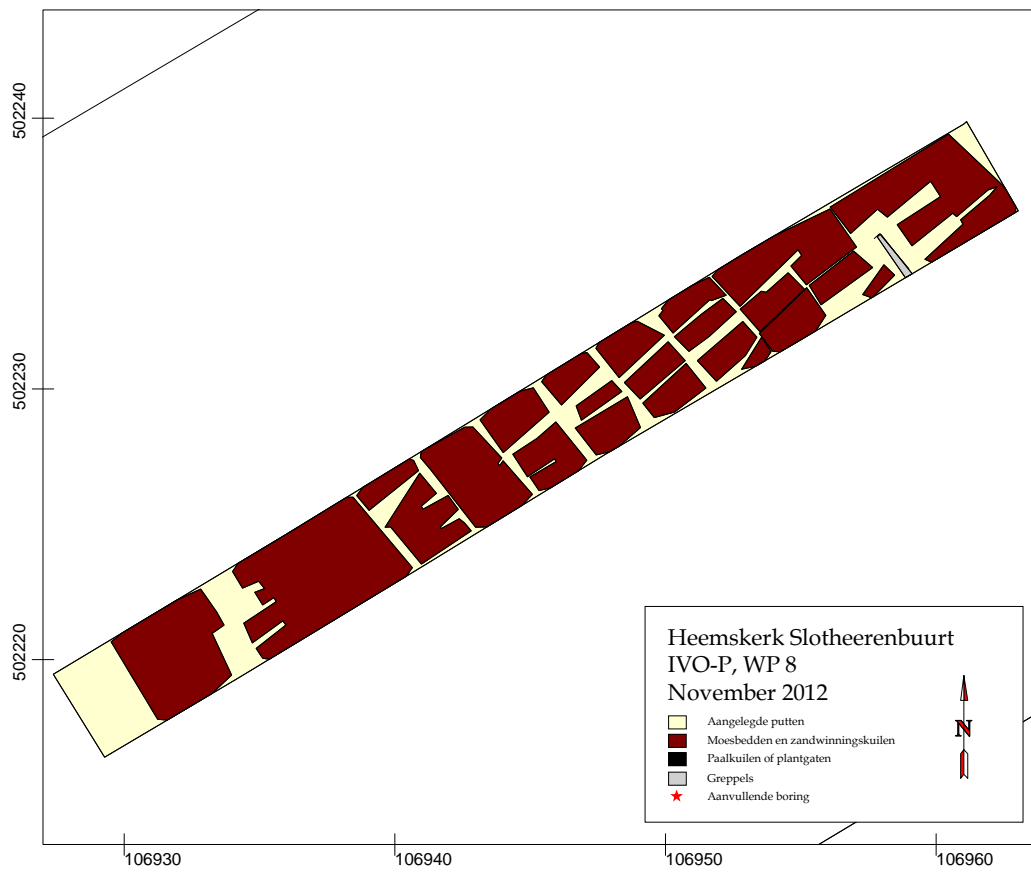 502240
502230
502220
Heemskerk Slotheerenbuurt
IVO-P, WP 8
November 2012
Aangelegde putten
Moesbedden en zandwinningskuilen
Paalkuilen of plantgaten
Greppels
Aanvullende boring
N
106930
106940
106950
106960